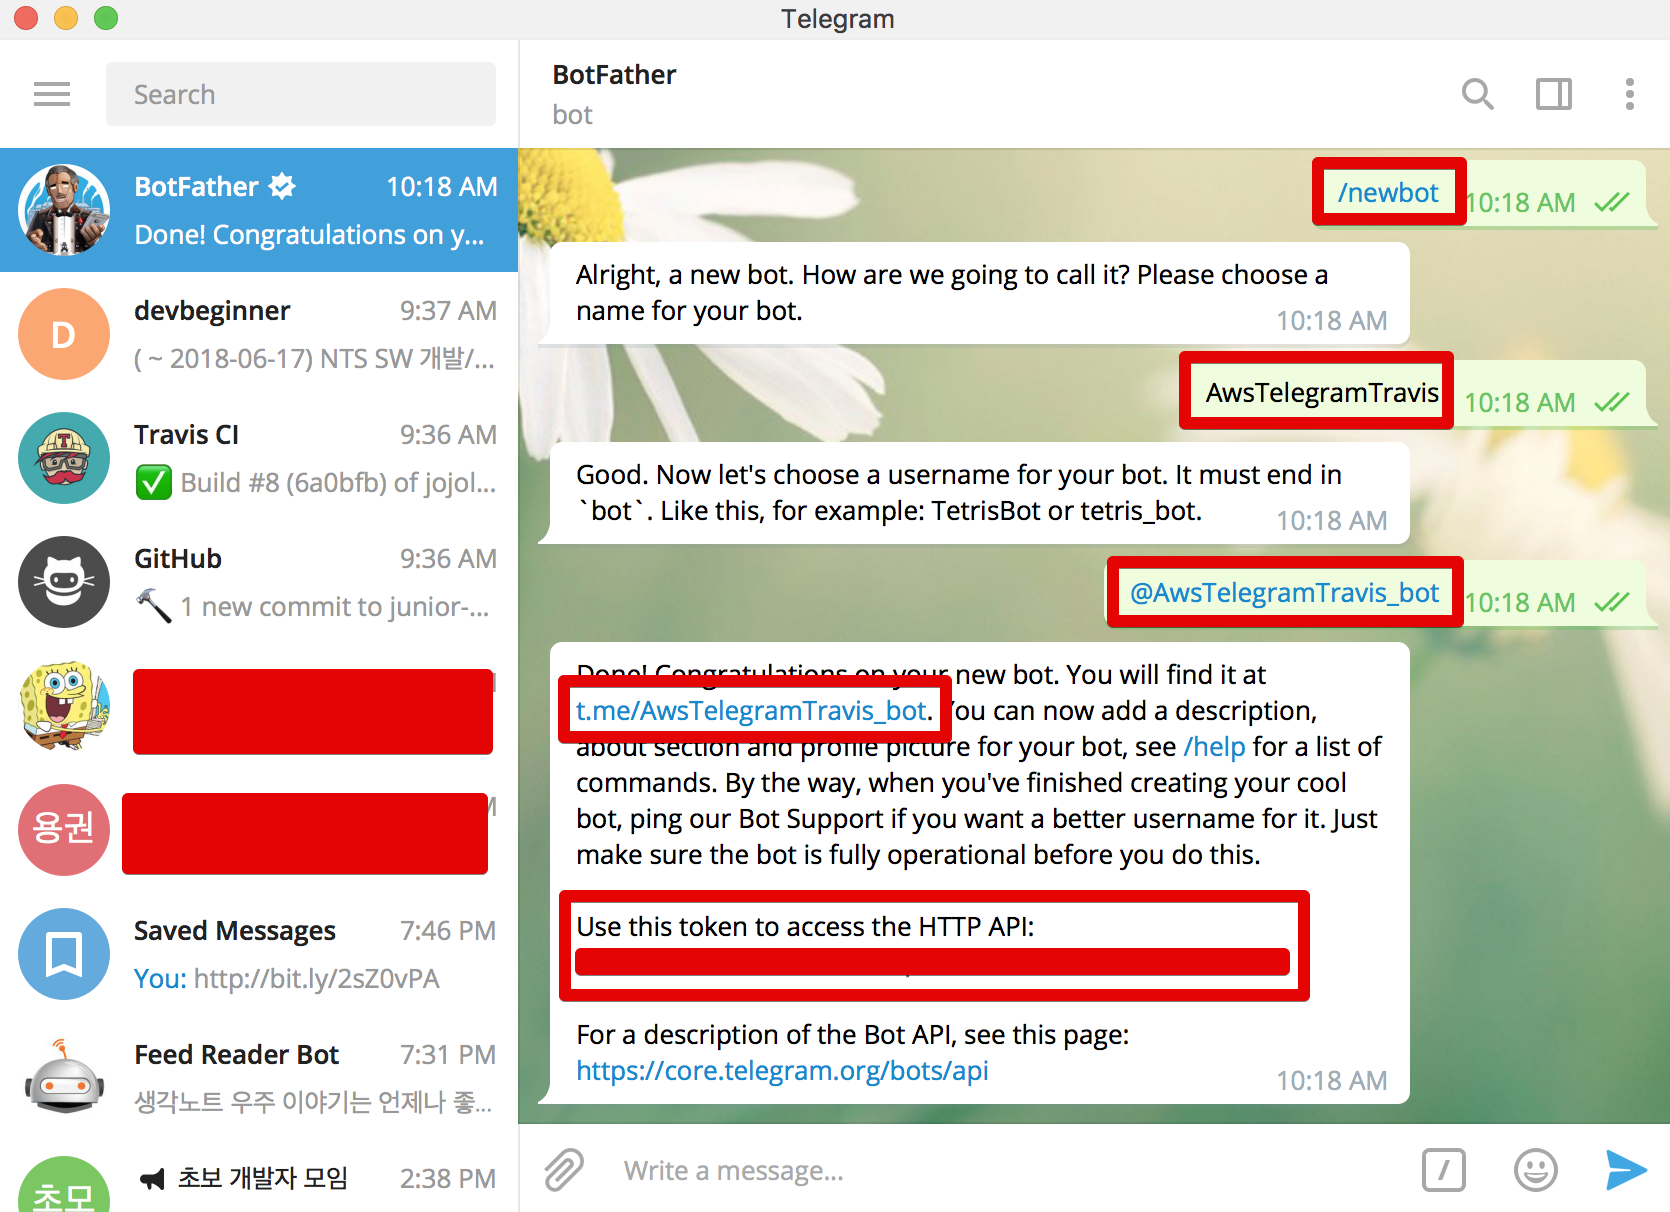 Telegram
Search
BotFather
10:18 AM
Done! Congratulations on y...
D
devbeginner
9:37 AM
( ~ 2018-06-17) NTS SW 개발/...
T
Travis CI
9:36 AM
Build #8 (6a0bfb) of jojol...
GitHub
9:36 AM
1 new commit to junior-...
용권
Saved Messages
7:46 PM
You: http://bit.ly/2sZ0vPA
Feed Reader Bot
7:31 PM
생각노트 우주 이야기는 언제나 좋...
초모
초보 개발자 모임
2:38 PM
BotFather
bot
/newbot
10:18 AM
Alright, a new bot. How are we going to call it? Please choose a
name for your bot.
10:18 AM
AwsTelegramTravis
10:18 AM
Good. Now let's choose a username for your bot. It must end in
`bot`. Like this, for example: TetrisBot or tetris_bot.
10:18 AM
@AwsTelegramTravis_bot
10:18 AM
Done! Congratulations on your new bot. You will find it at
t.me/AwsTelegramTravis_bot. You can now add a description,
about section and profile picture for your bot, see /help for a list of
commands. By the way, when you've finished creating your cool
bot, ping our Bot Support if you want a better username for it. Just
make sure the bot is fully operational before you do this.
Use this token to access the HTTP API:
For a description of the Bot API, see this page:
https://core.telegram.org/bots/api
10:18 AM
Write a message...
/